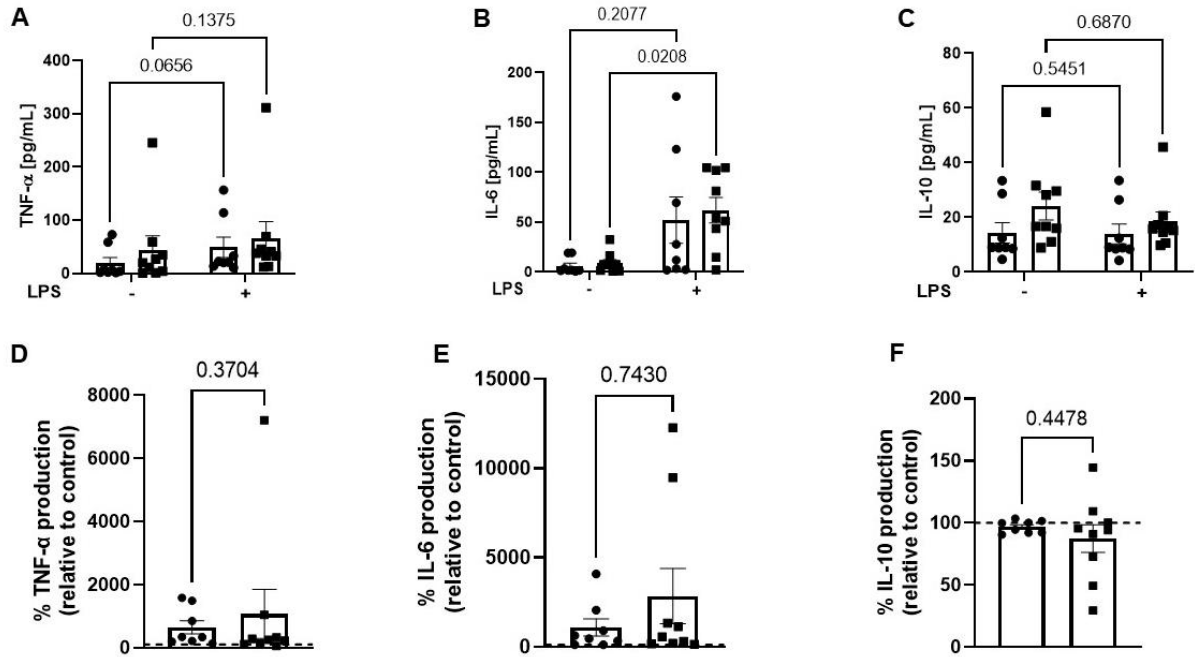 A
0.1375
0.0656
TNF-α [pg/mL]
400
300
200
100
0
LPS - +
B
0.2077
0.0208
IL-6 [pg/mL]
200
150
100
50
0
LPS - +
C
0.6870
0.5451
IL-10 [pg/mL]
80
60
40
20
0
LPS - +
D
0.3704
% TNF-α production
(relative to control)
8000
6000
4000
2000
0
E
0.7430
% IL-6 production
(relative to control)
15000
10000
5000
0
F
0.4478
% IL-10 production
(relative to control)
200
150
100
50
0